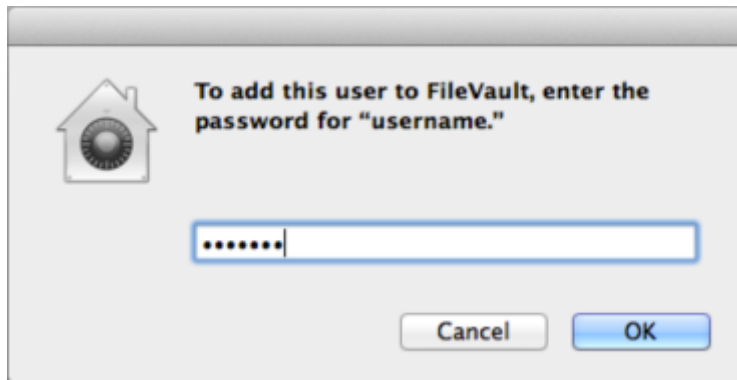 To add this user to FileVault, enter the
password for “username.”
•••••••
Cancel OK